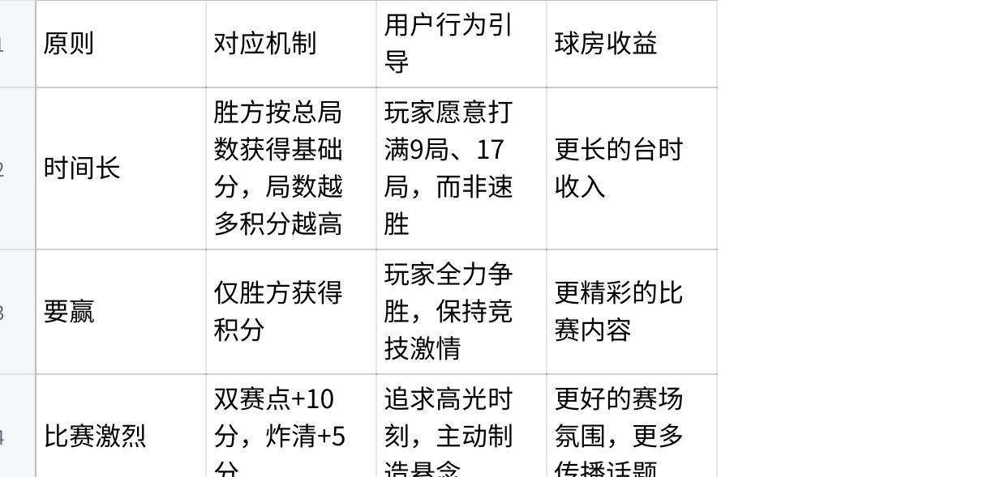 1
原则
对应机制
用户行为引
导
球房收益
2
时间长
胜方按总局
数获得基础
分，局数越
多积分越高
玩家愿意打
满9局、17
局，而非速
胜
更长的台时
收入
3
要赢
仅胜方获得
积分
玩家全力争
胜，保持竞
技激情
更精彩的比
赛内容
4
比赛激烈
双赛点+10
分，炸清+5
分
追求高光时
刻，主动制
造悬念
更好的赛场
氛围，更多
传播话题